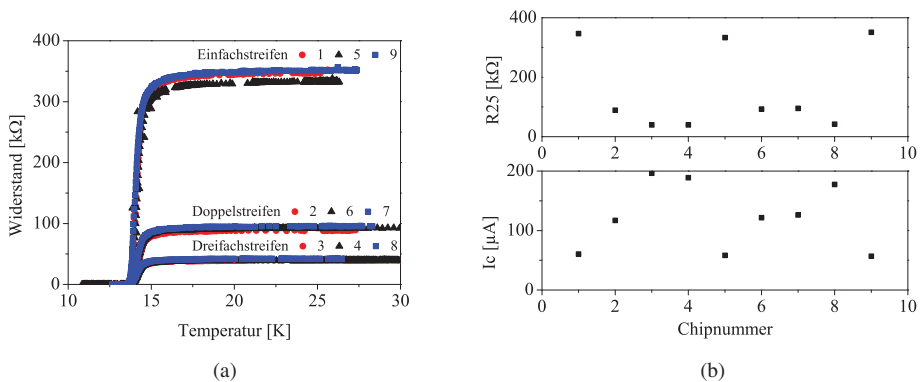 400
300
200
100
0
10 15 20 25 30
Widerstand [kΩ]
Temperatur [K]
Einfachstreifen 1 5 9
Doppelstreifen 2 6 7
Dreifachstreifen 3 4 8
(a)
400
200
0
R25 [kΩ]
0 2 4 6 8 10
200
100
0
Ic [µA]
0 2 4 6 8 10
Chipnummer
(b)